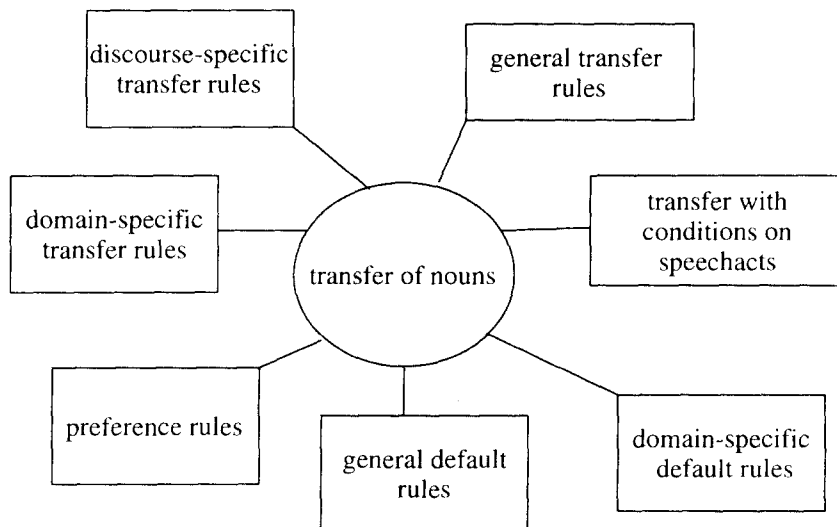 discourse-specific
transfer rules
general transfer
rules
domain-specific
transfer rules
transfer with
conditions on
speechacts
transfer of nouns
preference rules
general default
rules
domain-specific
default rules